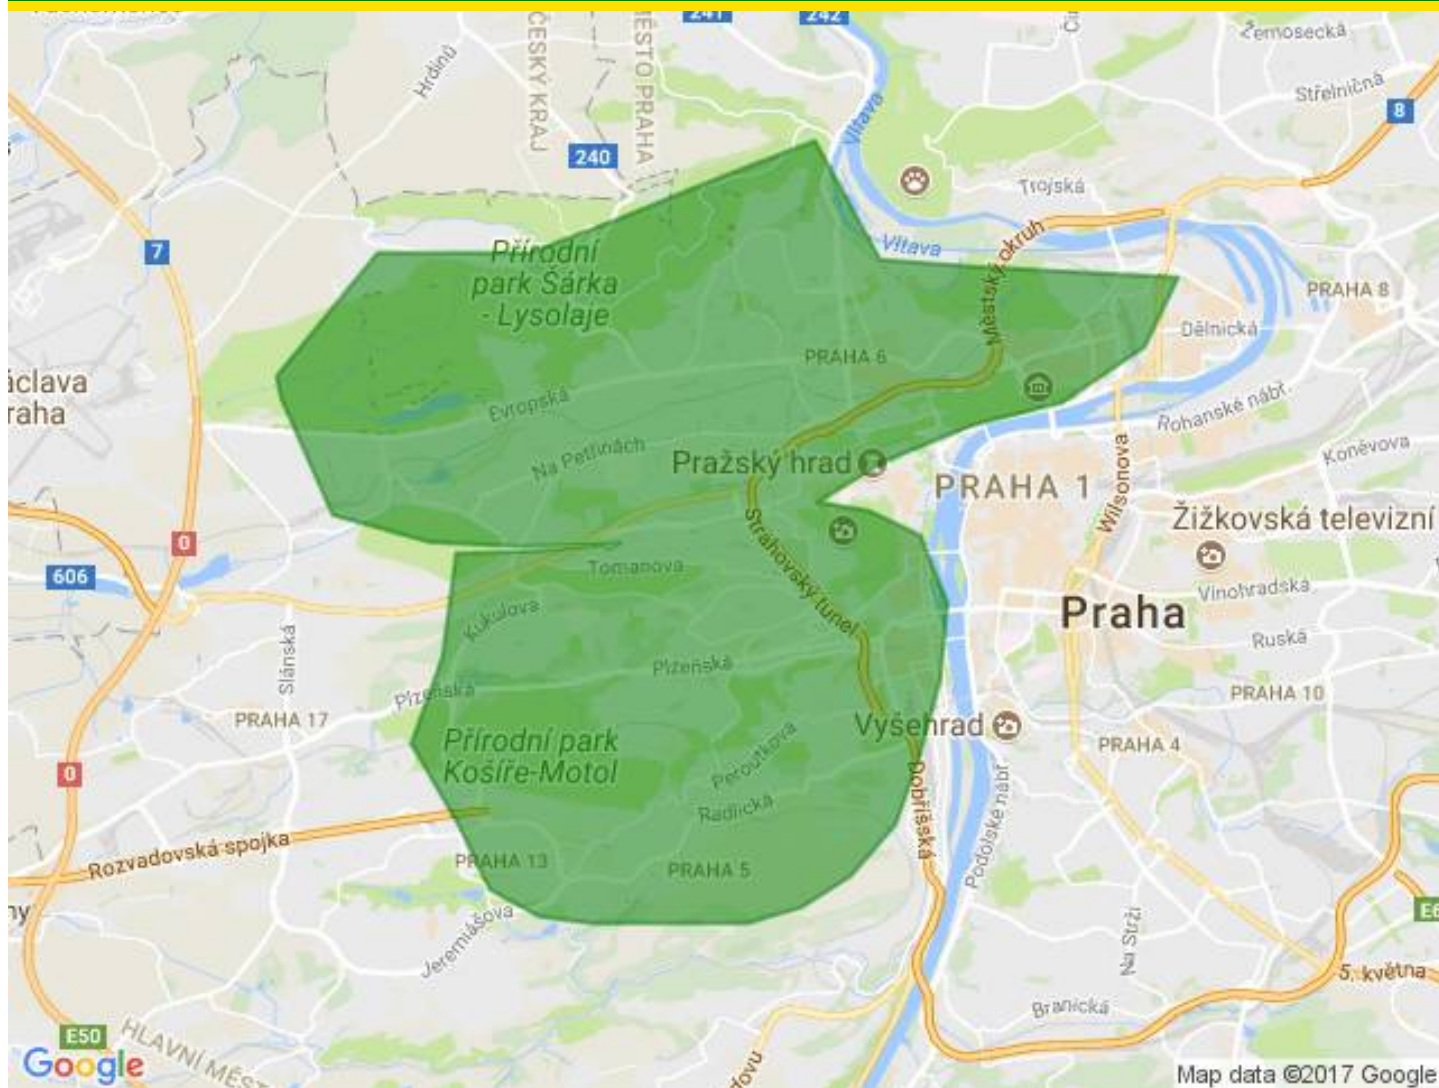 241
242
Žernosecká
Hrdinů
ČESKÝ KRAJ
MĚSTO PRAHA
Střelničná
8
240
Vltava
Trojská
7
Vltava
Městský okruh
Přírodní
park Šárka
- Lysolaje
PRAHA 8
Dělnická
PRAHA 6
áclava
raha
Evropská
Rohanské nábř.
Na Petřinách
Koněvova
Pražský hrad
PRAHA 1
Wilsonova
Žižkovská televizní
0
Strahovský tunel
606
Tomanova
Vinohradská
Kukulova
Praha
Ruská
Slánská
Plzeňská
Plzeňská
PRAHA 10
PRAHA 17
Vyšehrad
PRAHA 4
Přírodní park
Košíře-Motol
Peroutkova
0
Radlická
Dobříšská
Podolské nábř.
Rozvadovská spojka
PRAHA 13
PRAHA 5
ny
E6
Jeremiášova
Na Strži
5. května
Branická
E50
HLAVNÍ MĚST
Google
dovu
Map data ©2017 Google